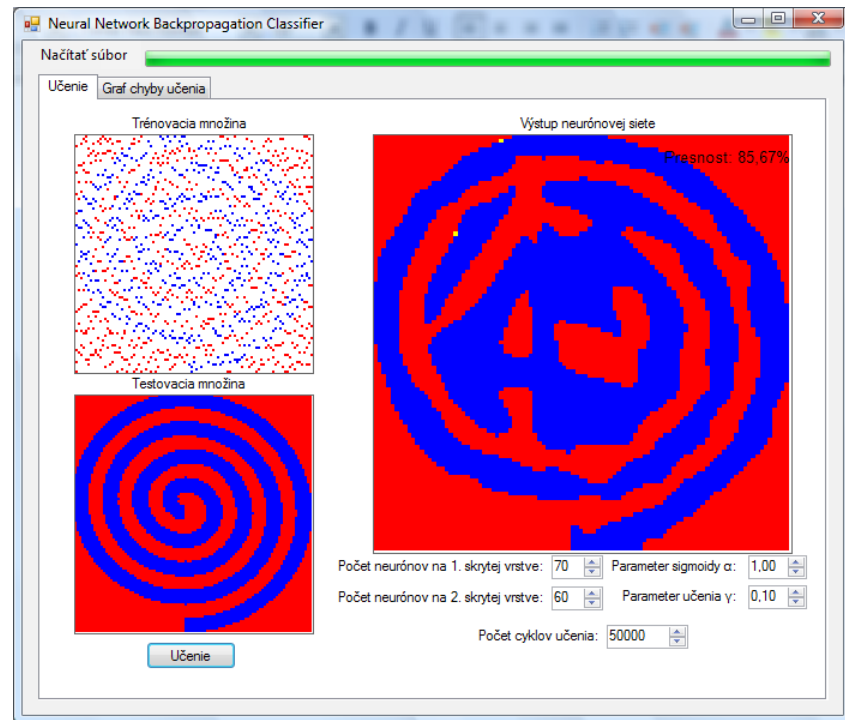 Neural Network Backpropagation Classifier
Načítať súbor
Učenie
Graf chyby učenia
Trénovacia množina
Výstup neurónovej siete
Presnost: 85,67%
Testovacia množina
Počet neurónov na 1. skrytej vrstve: 70
Parameter sigmoidy α: 1,00
Počet neurónov na 2. skrytej vrstve: 60
Parameter učenia γ: 0,10
Počet cyklov učenia: 50000
Učenie